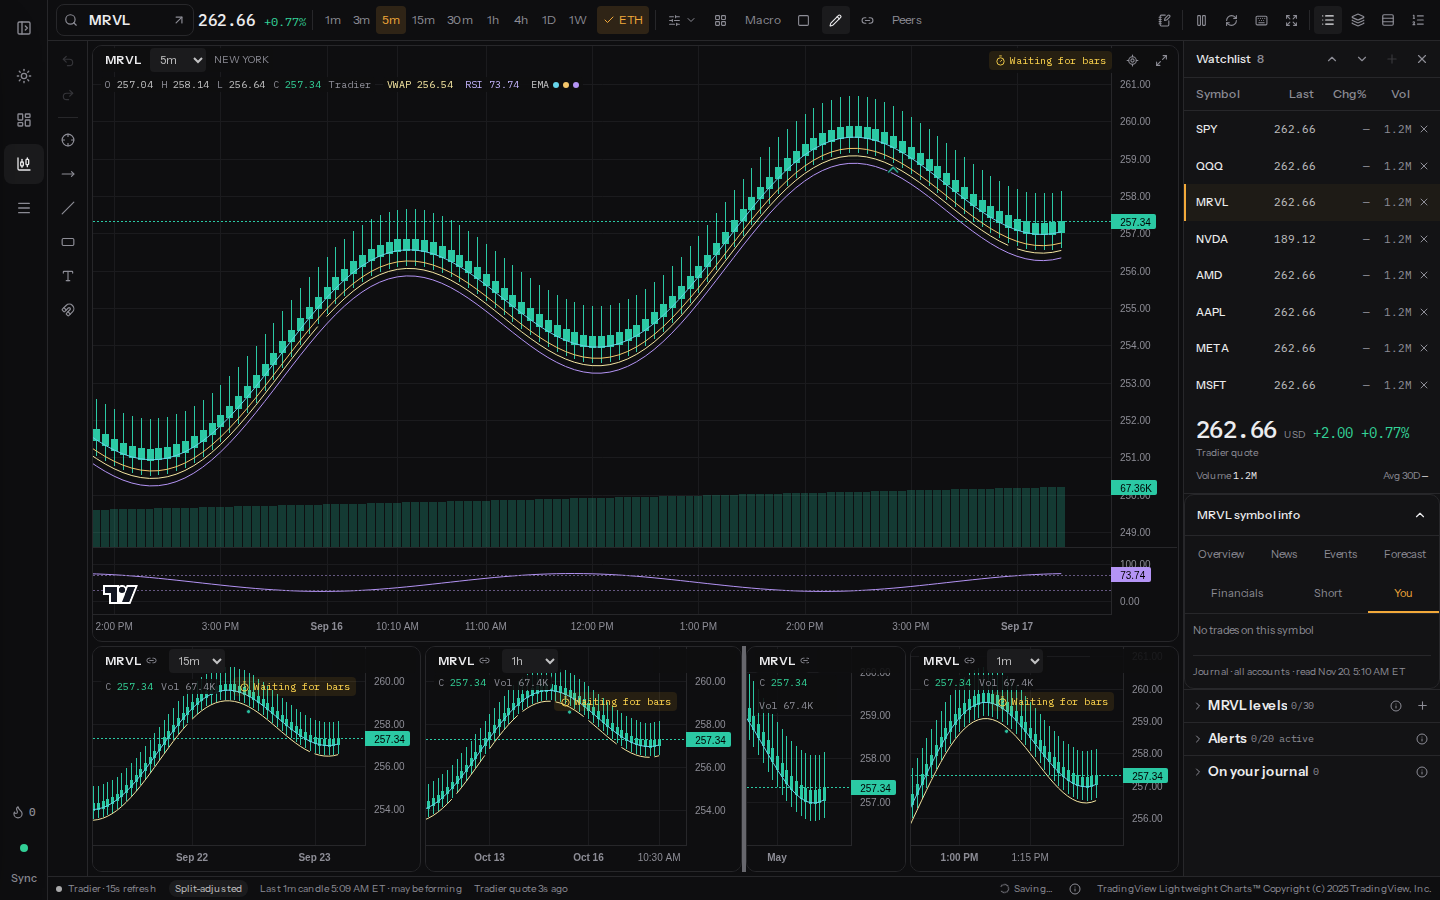 MRVL 262.66 +0.77% 1m 3m 5m 15m 30m 1h 4h 1D 1W ETH Macro Peers
MRVL 5m NEW YORK Waiting for bars
O 257.04 H 258.14 L 256.64 C 257.34 Tradier VWAP 256.54 RSI 73.74 EMA
261.00
260.00
259.00
258.00
257.34
257.00
256.00
255.00
254.00
253.00
252.00
251.00
67.36K
250.00
249.00
100.00
73.74
0.00
2:00 PM 3:00 PM Sep 16 10:10 AM 11:00 AM 12:00 PM 1:00 PM 2:00 PM 3:00 PM Sep 17
MRVL 15m
C 257.34 Vol 67.4K Waiting for bars
260.00
258.00
257.34
256.00
254.00
Sep 22 Sep 23
MRVL 1h
C 257.34 Vol 67.4K
Waiting for bars
260.00
258.00
257.34
256.00
254.00
Oct 13 Oct 16 10:30 AM
MRVL
C 257.34
Vol 67.4K
260.00
259.00
258.00
257.34
257.00
May
MRVL 1m
C 257.34 Vol 67.4K
Waiting for bars
261.00
260.00
259.00
258.00
257.34
257.00
256.00
1:00 PM 1:15 PM
Watchlist 8
Symbol Last Chg% Vol
SPY 262.66 — 1.2M
QQQ 262.66 — 1.2M
MRVL 262.66 — 1.2M
NVDA 189.12 — 1.2M
AMD 262.66 — 1.2M
AAPL 262.66 — 1.2M
META 262.66 — 1.2M
MSFT 262.66 — 1.2M
262.66 USD +2.00 +0.77%
Tradier quote
Volume 1.2M Avg 30D —
MRVL symbol info
Overview News Events Forecast
Financials Short You
No trades on this symbol
Journal · all accounts · read Nov 20, 5:10 AM ET
MRVL levels 0/30
Alerts 0/20 active
On your journal 0
0
Sync
Tradier · 15s refresh Split-adjusted Last 1m candle 5:09 AM ET · may be forming Tradier quote 3s ago Saving... TradingView Lightweight Charts™ Copyright (c) 2025 TradingView, Inc.